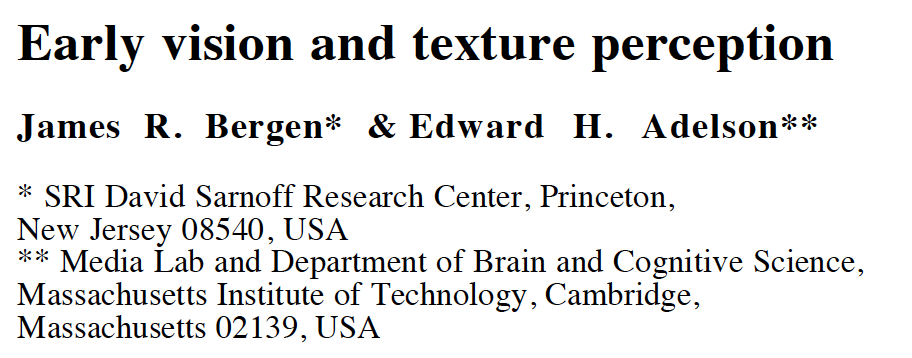 Early vision and texture perception
James R. Bergen* & Edward H. Adelson**
* SRI David Sarnoff Research Center, Princeton,
New Jersey 08540, USA
** Media Lab and Department of Brain and Cognitive Science,
Massachusetts Institute of Technology, Cambridge,
Massachusetts 02139, USA